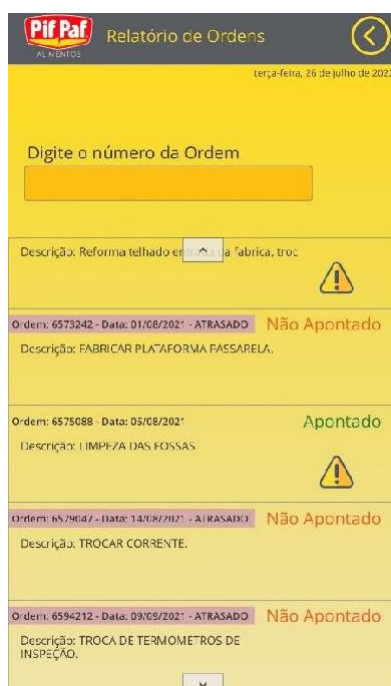 Pif Paf
ALIMENTOS
Relatório de Ordens
terça-feira, 26 de julho de 2022
Digite o número da Ordem
Descrição: Reforma telhado da fabrica, troc
Ordem: 6573242 - Data: 01/08/2021 - ATRASADO Não Apontado
Descrição: FABRICAR PLATAFORMA PASSARELA.
Ordem: 6575088 - Data: 05/08/2021 Apontado
Descrição: LIMPEZA DAS FOSSAS
Ordem: 6579047 - Data: 14/08/2021 - ATRASADO Não Apontado
Descrição: TROCAR CORRENTE.
Ordem: 6594212 - Data: 09/09/2021 - ATRASADO Não Apontado
Descrição: TROCA DE TERMOMETROS DE
INSPEÇÃO.